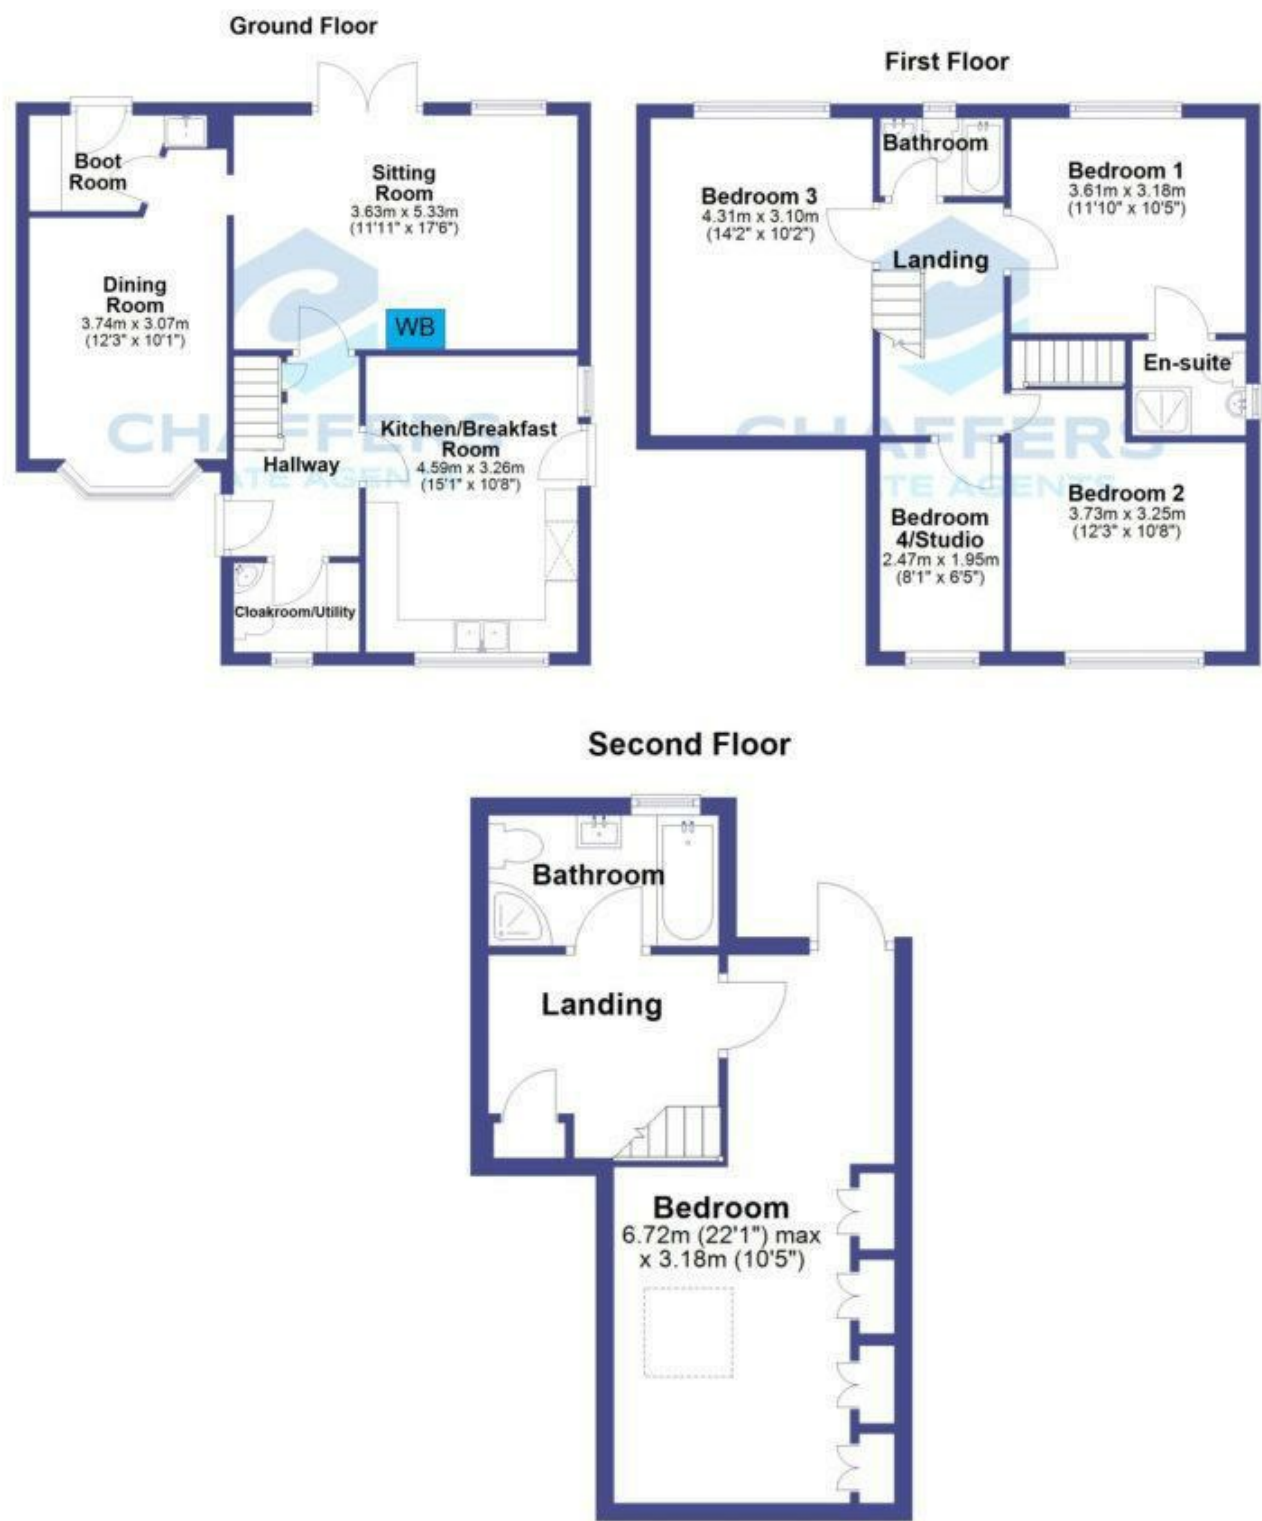 Ground Floor
Boot
Room
Sitting
Room
3.63m x 5.33m
(11'11" x 17'6")
Dining
Room
3.74m x 3.07m
(12'3" x 10'1")
WB
Kitchen/Breakfast
Room
4.59m x 3.26m
(15'1" x 10'8")
Hallway
Cloakroom/Utility
CHAFFERS
ESTATE AGENTS
First Floor
Bathroom
Bedroom 1
3.61m x 3.18m
(11'10" x 10'5")
Bedroom 3
4.31m x 3.10m
(14'2" x 10'2")
Landing
En-suite
Bedroom 2
3.73m x 3.25m
(12'3" x 10'8")
Bedroom
4/Studio
2.47m x 1.95m
(8'1" x 6'5")
CHAFFERS
ESTATE AGENTS
Second Floor
Bathroom
Landing
Bedroom
6.72m (22'1") max
x 3.18m (10'5")